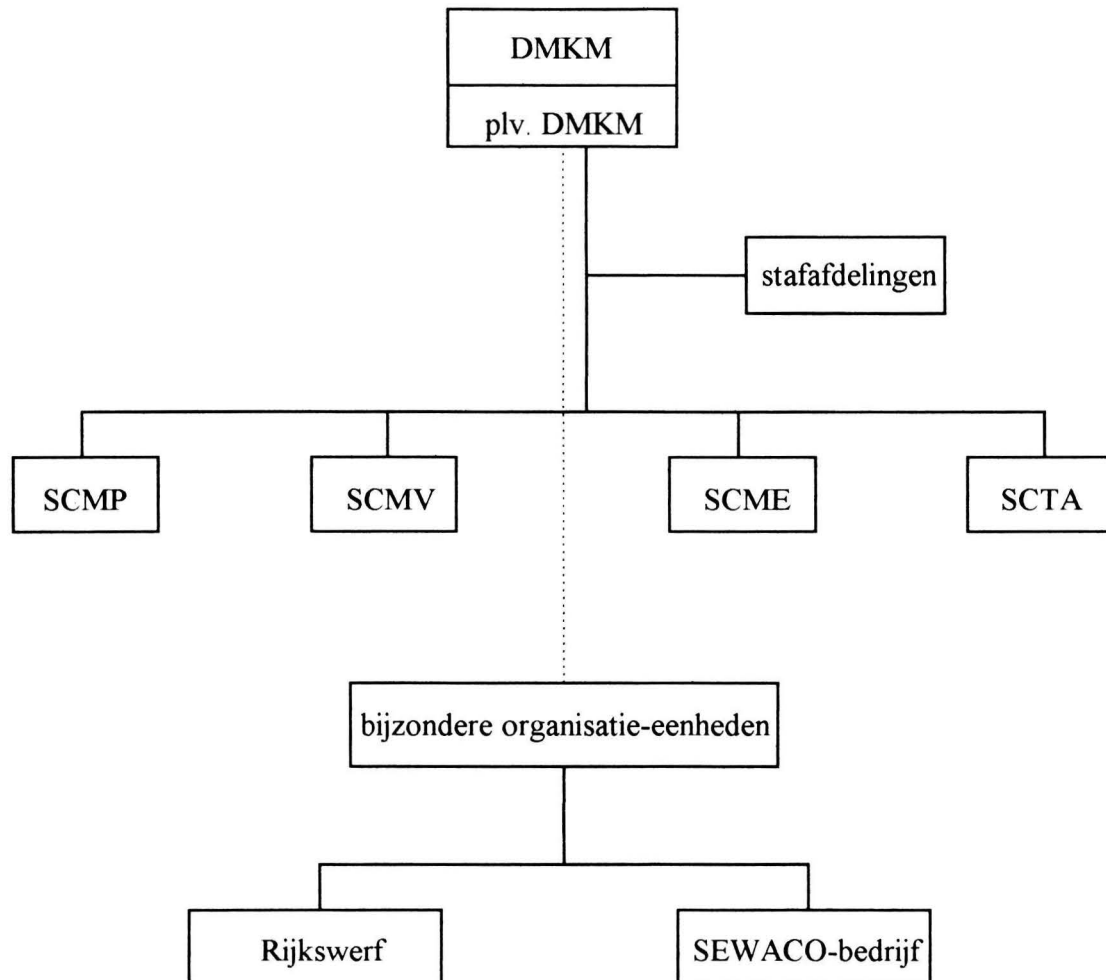 DMKM
plv. DMKM
stafafdelingen
SCMP
SCMV
SCME
SCTA
bijzondere organisatie-eenheden
Rijkswerf
SEWACO-bedrijf